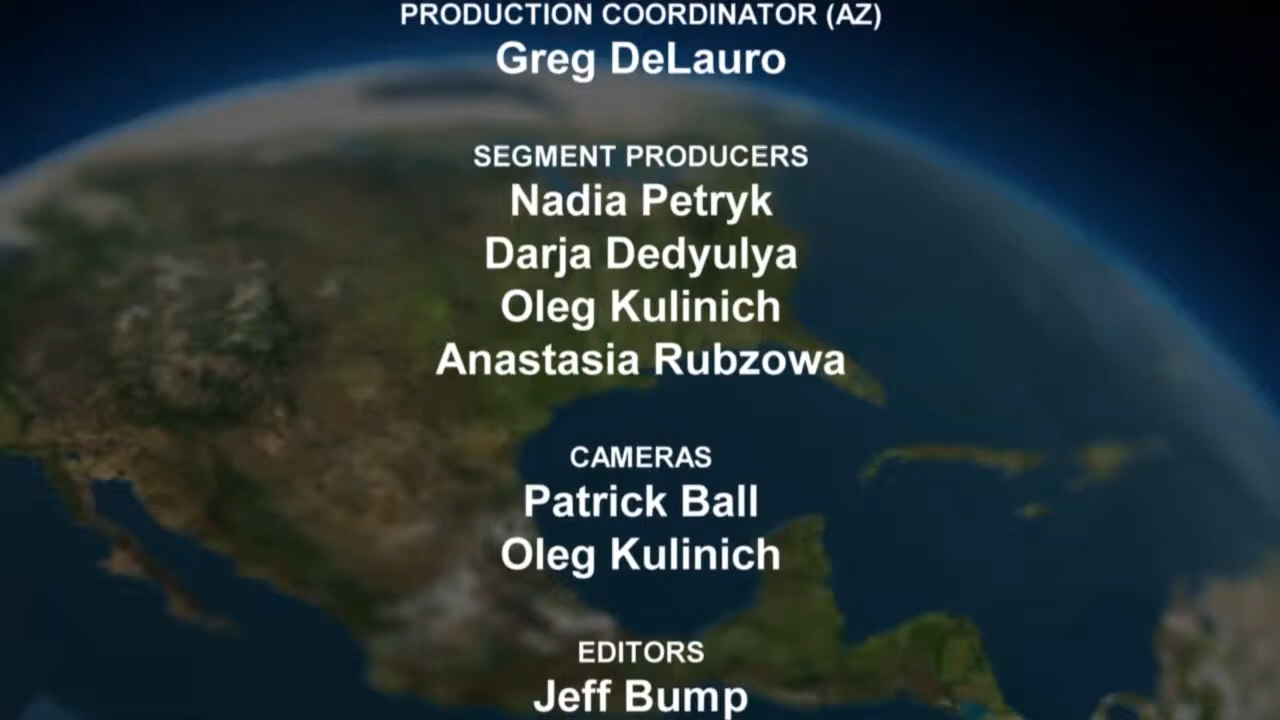 PRODUCTION COORDINATOR (AZ)
Greg DeLauro
SEGMENT PRODUCERS
Nadia Petryk
Darja Dedyulya
Oleg Kulinich
Anastasia Rubzowa
CAMERAS
Patrick Ball
Oleg Kulinich
EDITORS
Jeff Bump